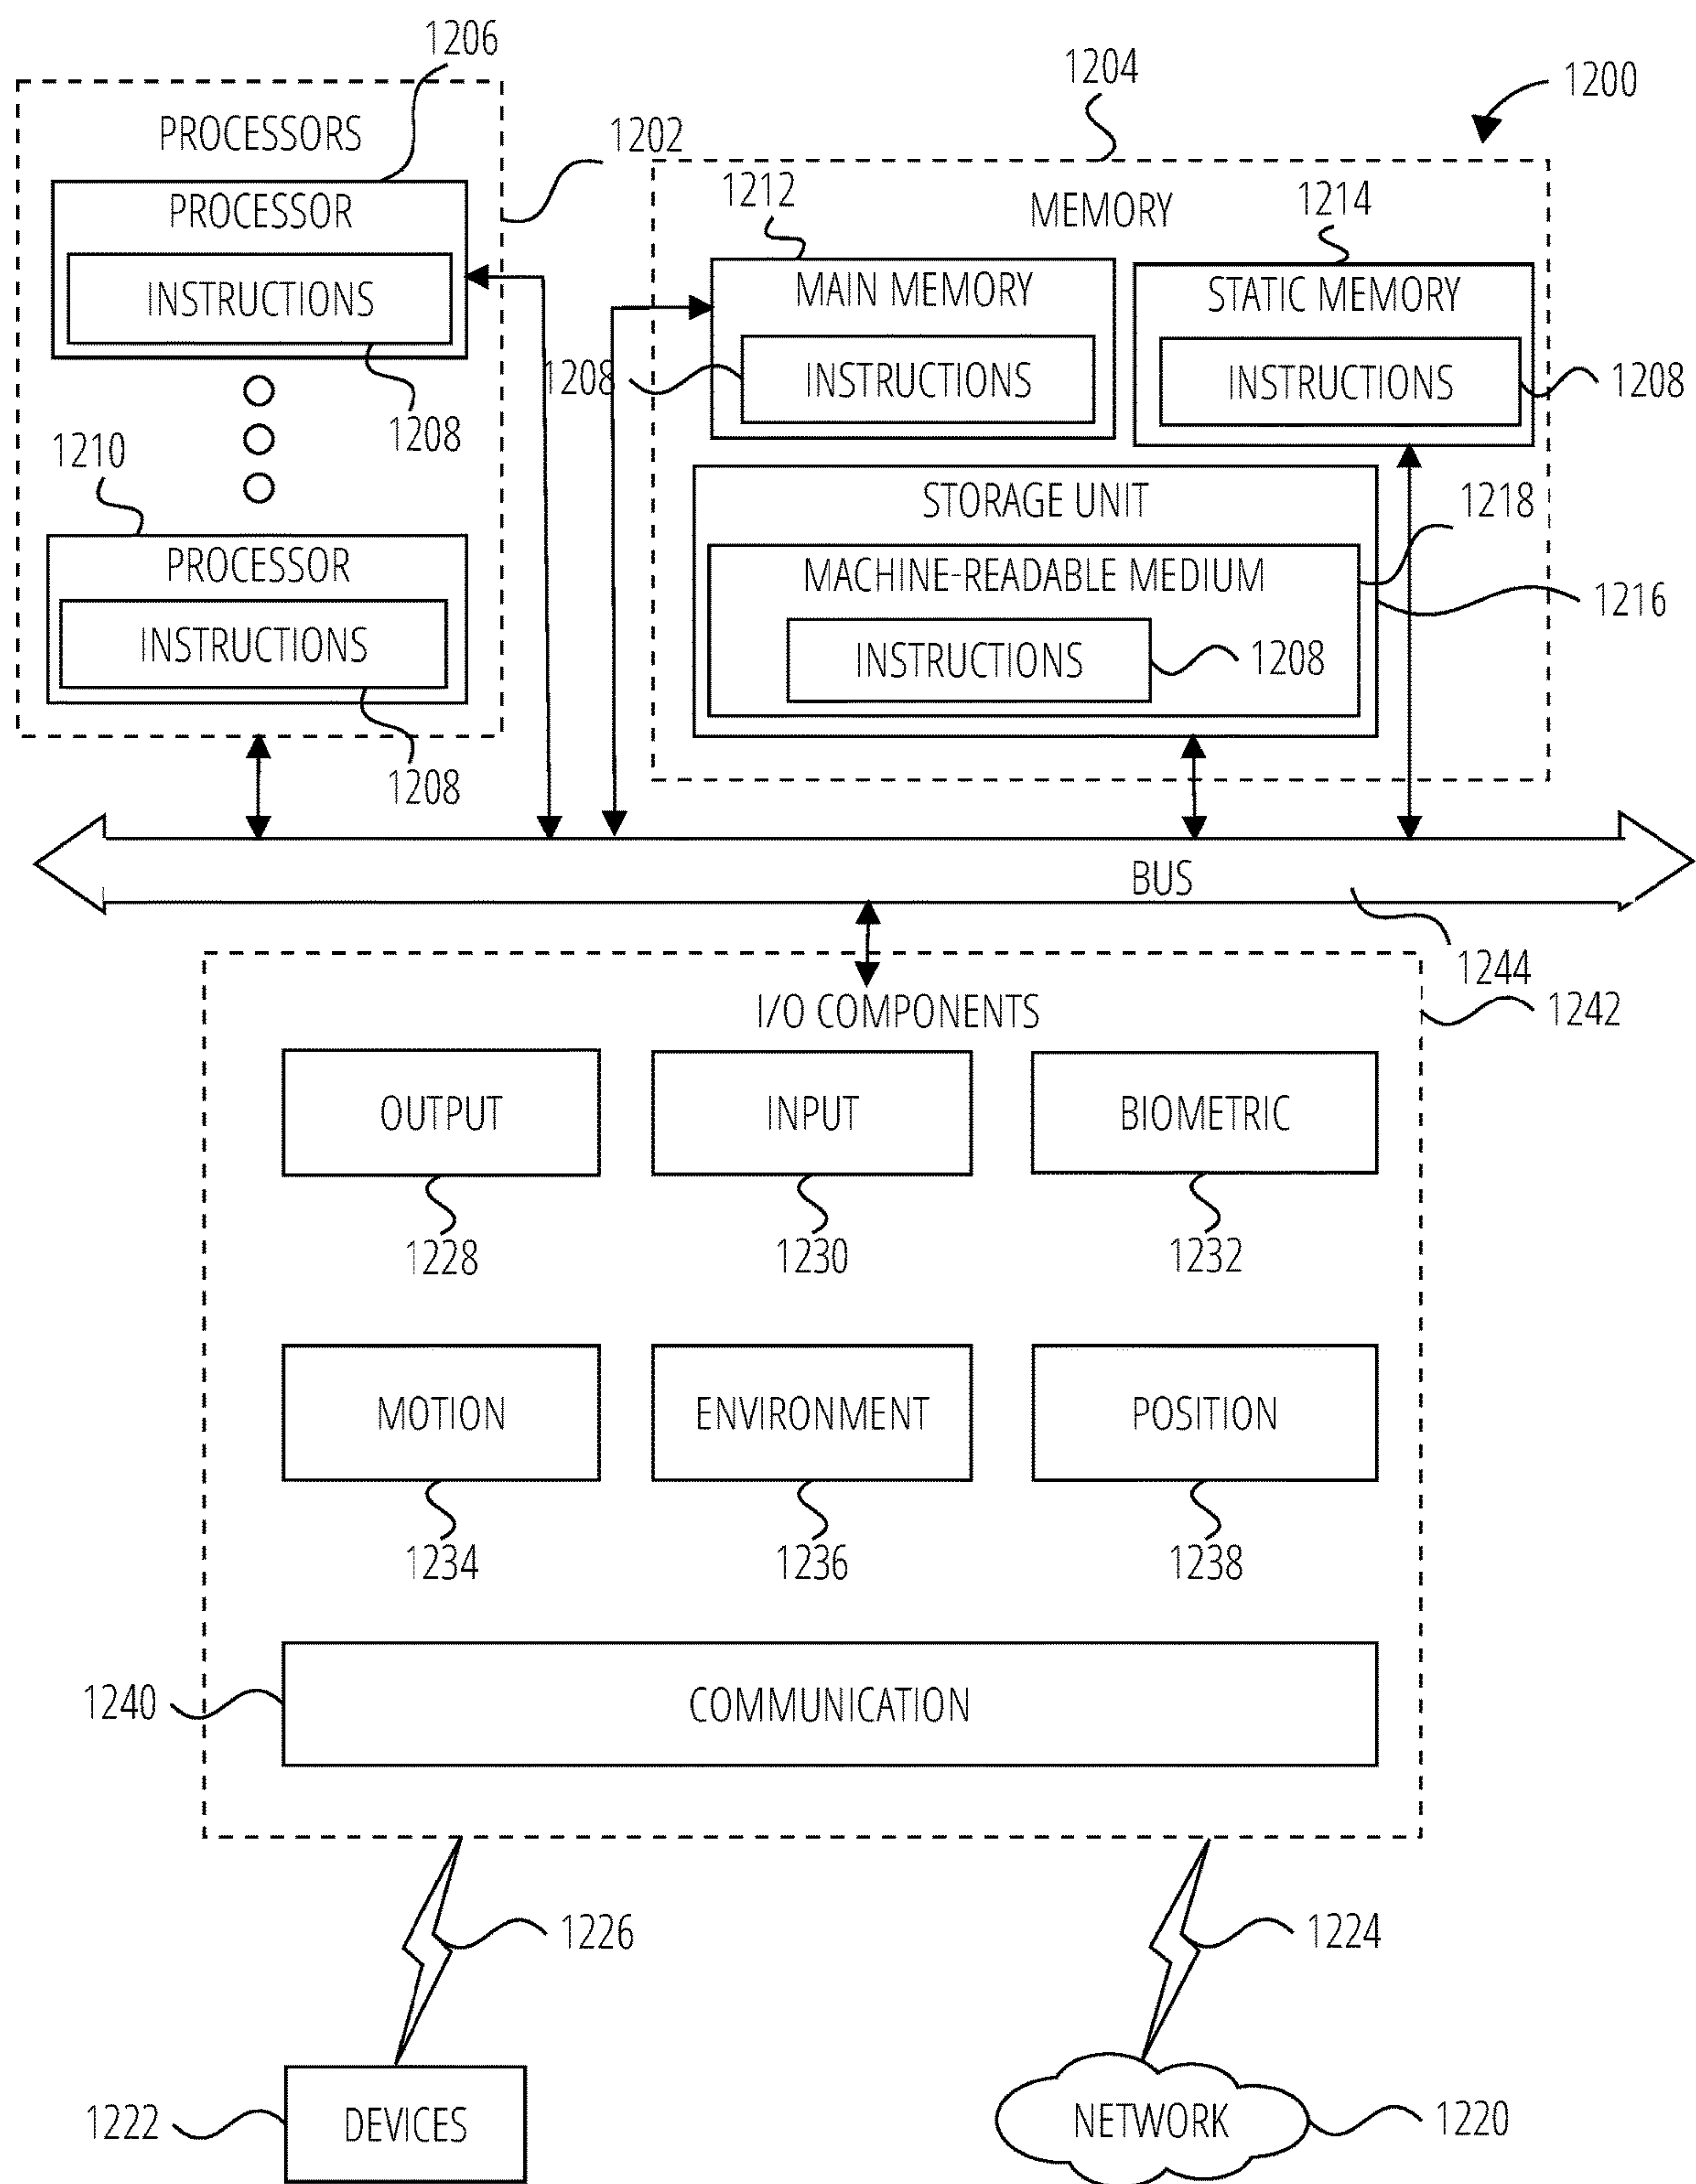 1206
1204
1200
PROCESSORS
1202
PROCESSOR
INSTRUCTIONS
1208
1210
PROCESSOR
INSTRUCTIONS
1208
MEMORY
1212
1214
MAIN MEMORY
STATIC MEMORY
1208
INSTRUCTIONS
INSTRUCTIONS
1208
STORAGE UNIT
1218
MACHINE-READABLE MEDIUM
1216
INSTRUCTIONS
1208
BUS
1244
1242
I/O COMPONENTS
OUTPUT
INPUT
BIOMETRIC
1228
1230
1232
MOTION
ENVIRONMENT
POSITION
1234
1236
1238
1240
COMMUNICATION
1226
1224
1222
DEVICES
NETWORK
1220